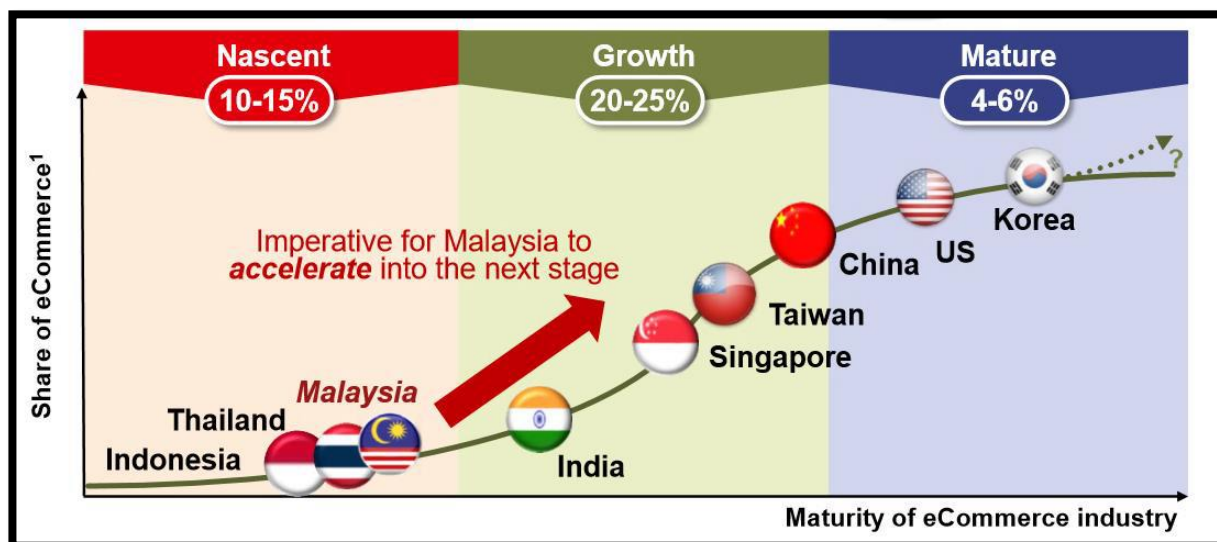 Nascent
10-15%
Growth
20-25%
Mature
4-6%
Share of eCommerce¹
Imperative for Malaysia to
accelerate into the next stage
?
Korea
US
China
Taiwan
Singapore
Malaysia
Thailand
Indonesia
India
Maturity of eCommerce industry